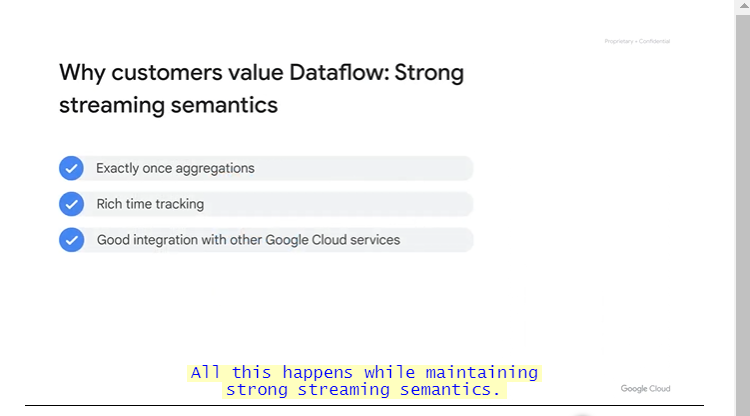 Proprietary + Confidential
Why customers value Dataflow: Strong
streaming semantics
Exactly once aggregations
Rich time tracking
Good integration with other Google Cloud services
All this happens while maintaining
strong streaming semantics.
Google Cloud